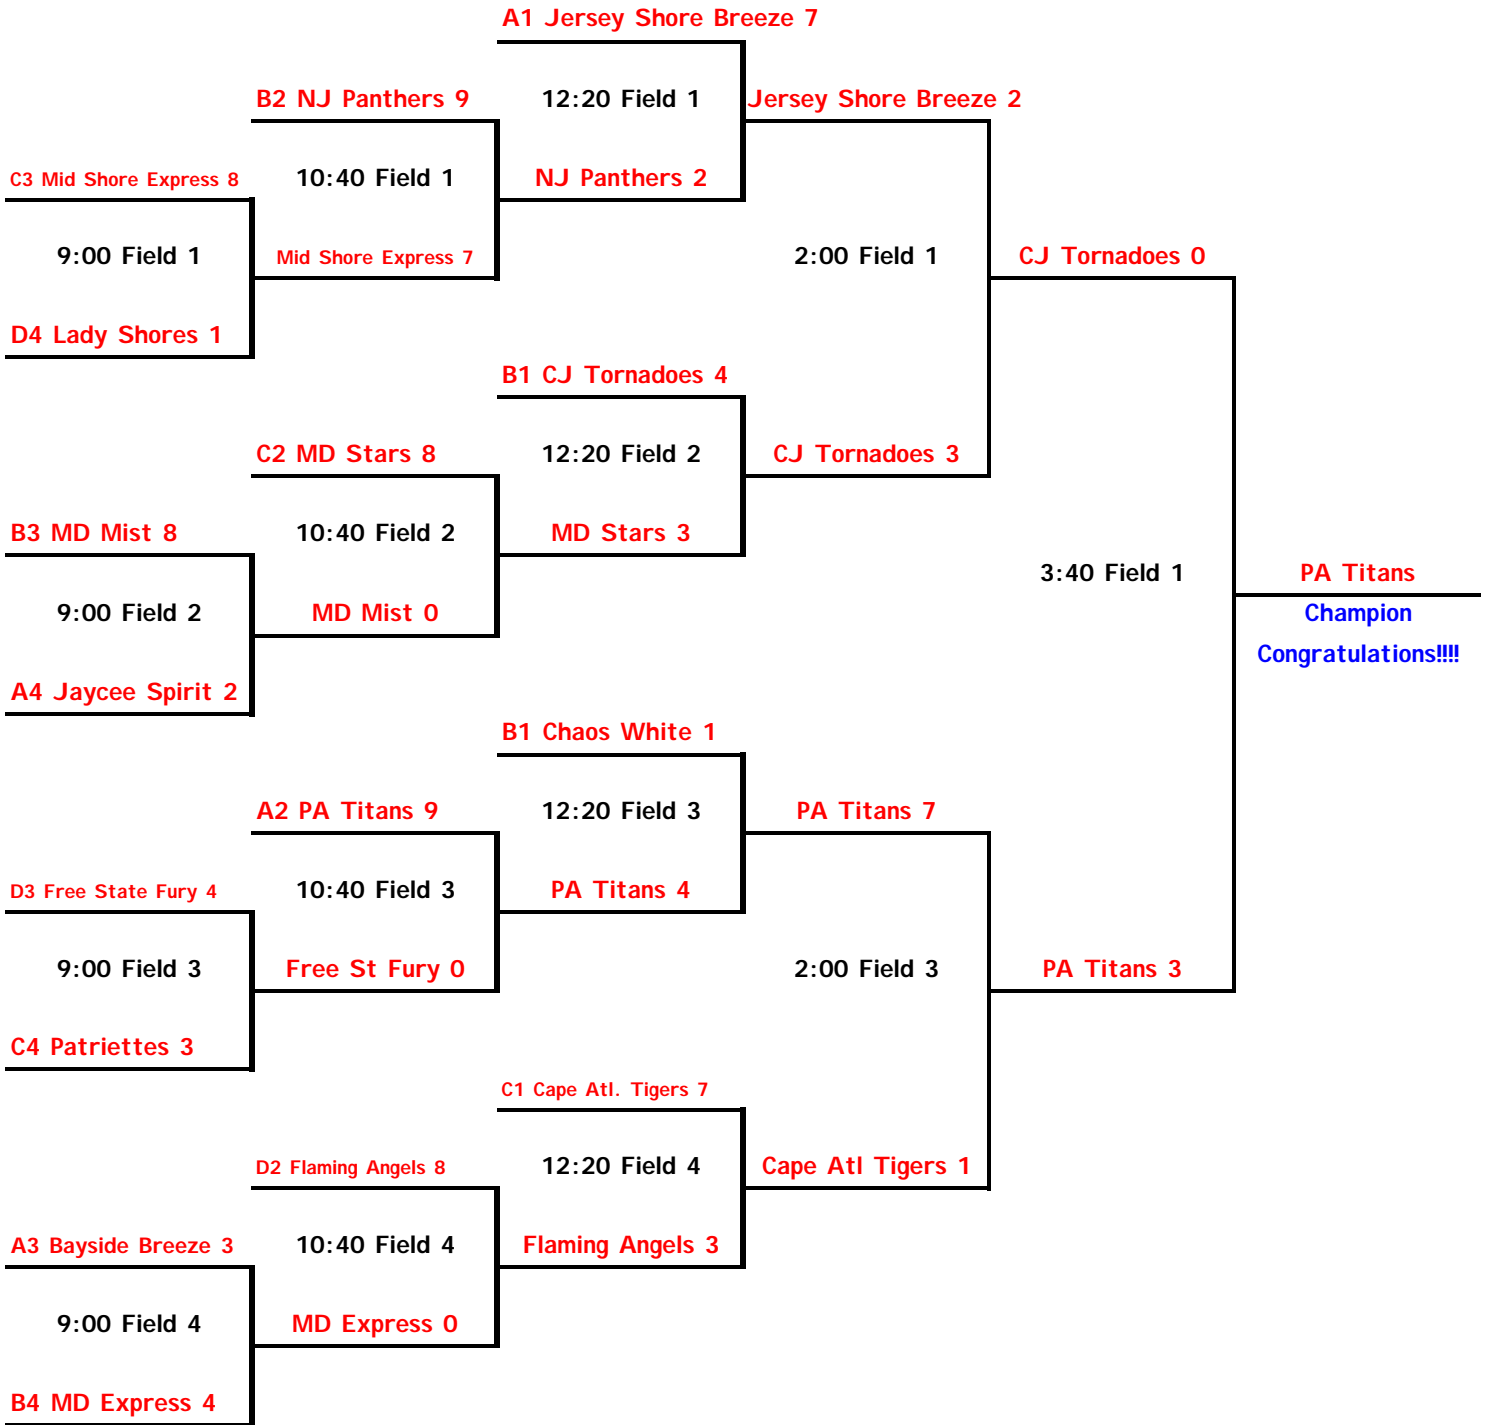 A1 Jersey Shore Breeze 7
B2 NJ Panthers 9
12:20 Field 1
Jersey Shore Breeze 2
C3 Mid Shore Express 8
10:40 Field 1
NJ Panthers 2
9:00 Field 1
Mid Shore Express 7
2:00 Field 1
CJ Tornadoes 0
D4 Lady Shores 1
B1 CJ Tornadoes 4
C2 MD Stars 8
12:20 Field 2
CJ Tornadoes 3
B3 MD Mist 8
10:40 Field 2
MD Stars 3
3:40 Field 1
PA Titans
9:00 Field 2
MD Mist 0
Champion
Congratulations!!!!
A4 Jaycee Spirit 2
B1 Chaos White 1
A2 PA Titans 9
12:20 Field 3
PA Titans 7
D3 Free State Fury 4
10:40 Field 3
PA Titans 4
9:00 Field 3
Free St Fury 0
2:00 Field 3
PA Titans 3
C4 Patriettes 3
C1 Cape Atl. Tigers 7
D2 Flaming Angels 8
12:20 Field 4
Cape Atl Tigers 1
A3 Bayside Breeze 3
10:40 Field 4
Flaming Angels 3
9:00 Field 4
MD Express 0
B4 MD Express 4